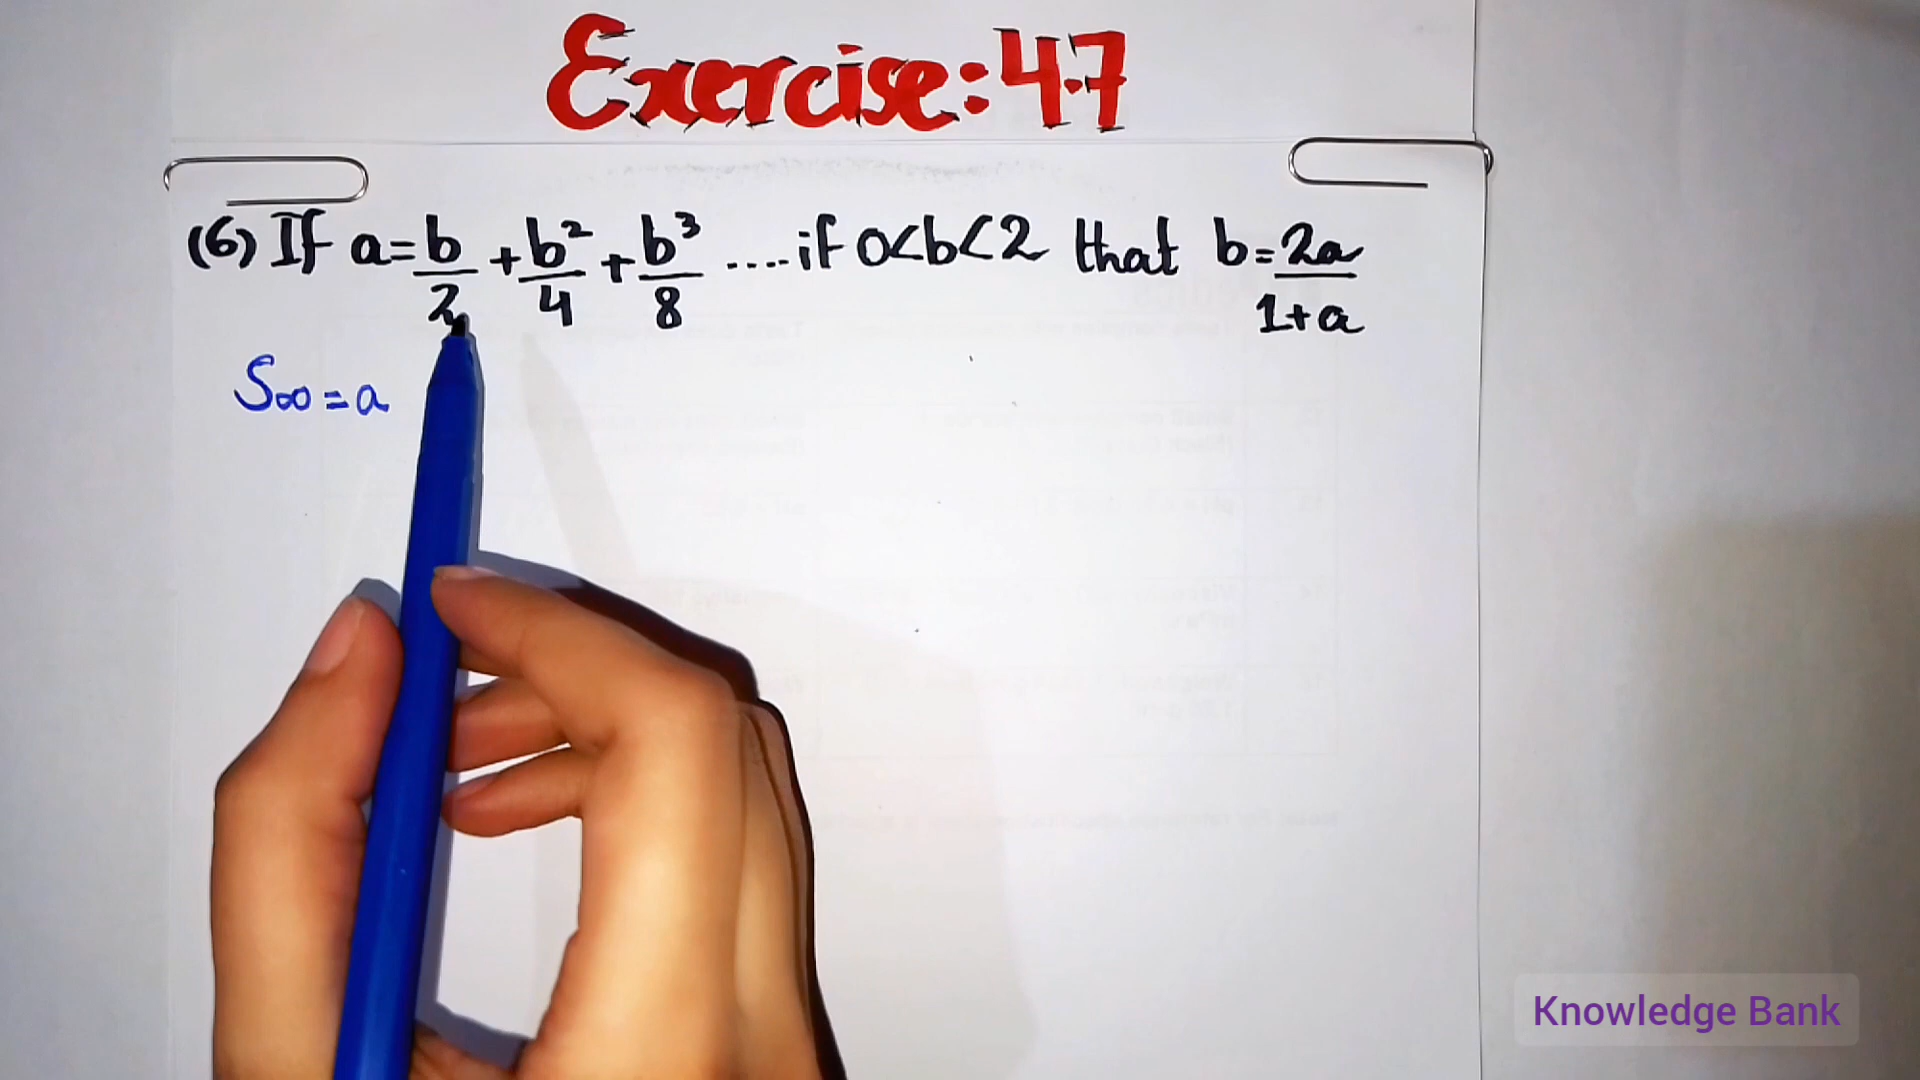 Exercise: 4.7
(6) If a = b/2 + b²/4 + b³/8 .... if 0<b<2 that b = 2a/1+a
S∞ = a
Knowledge Bank